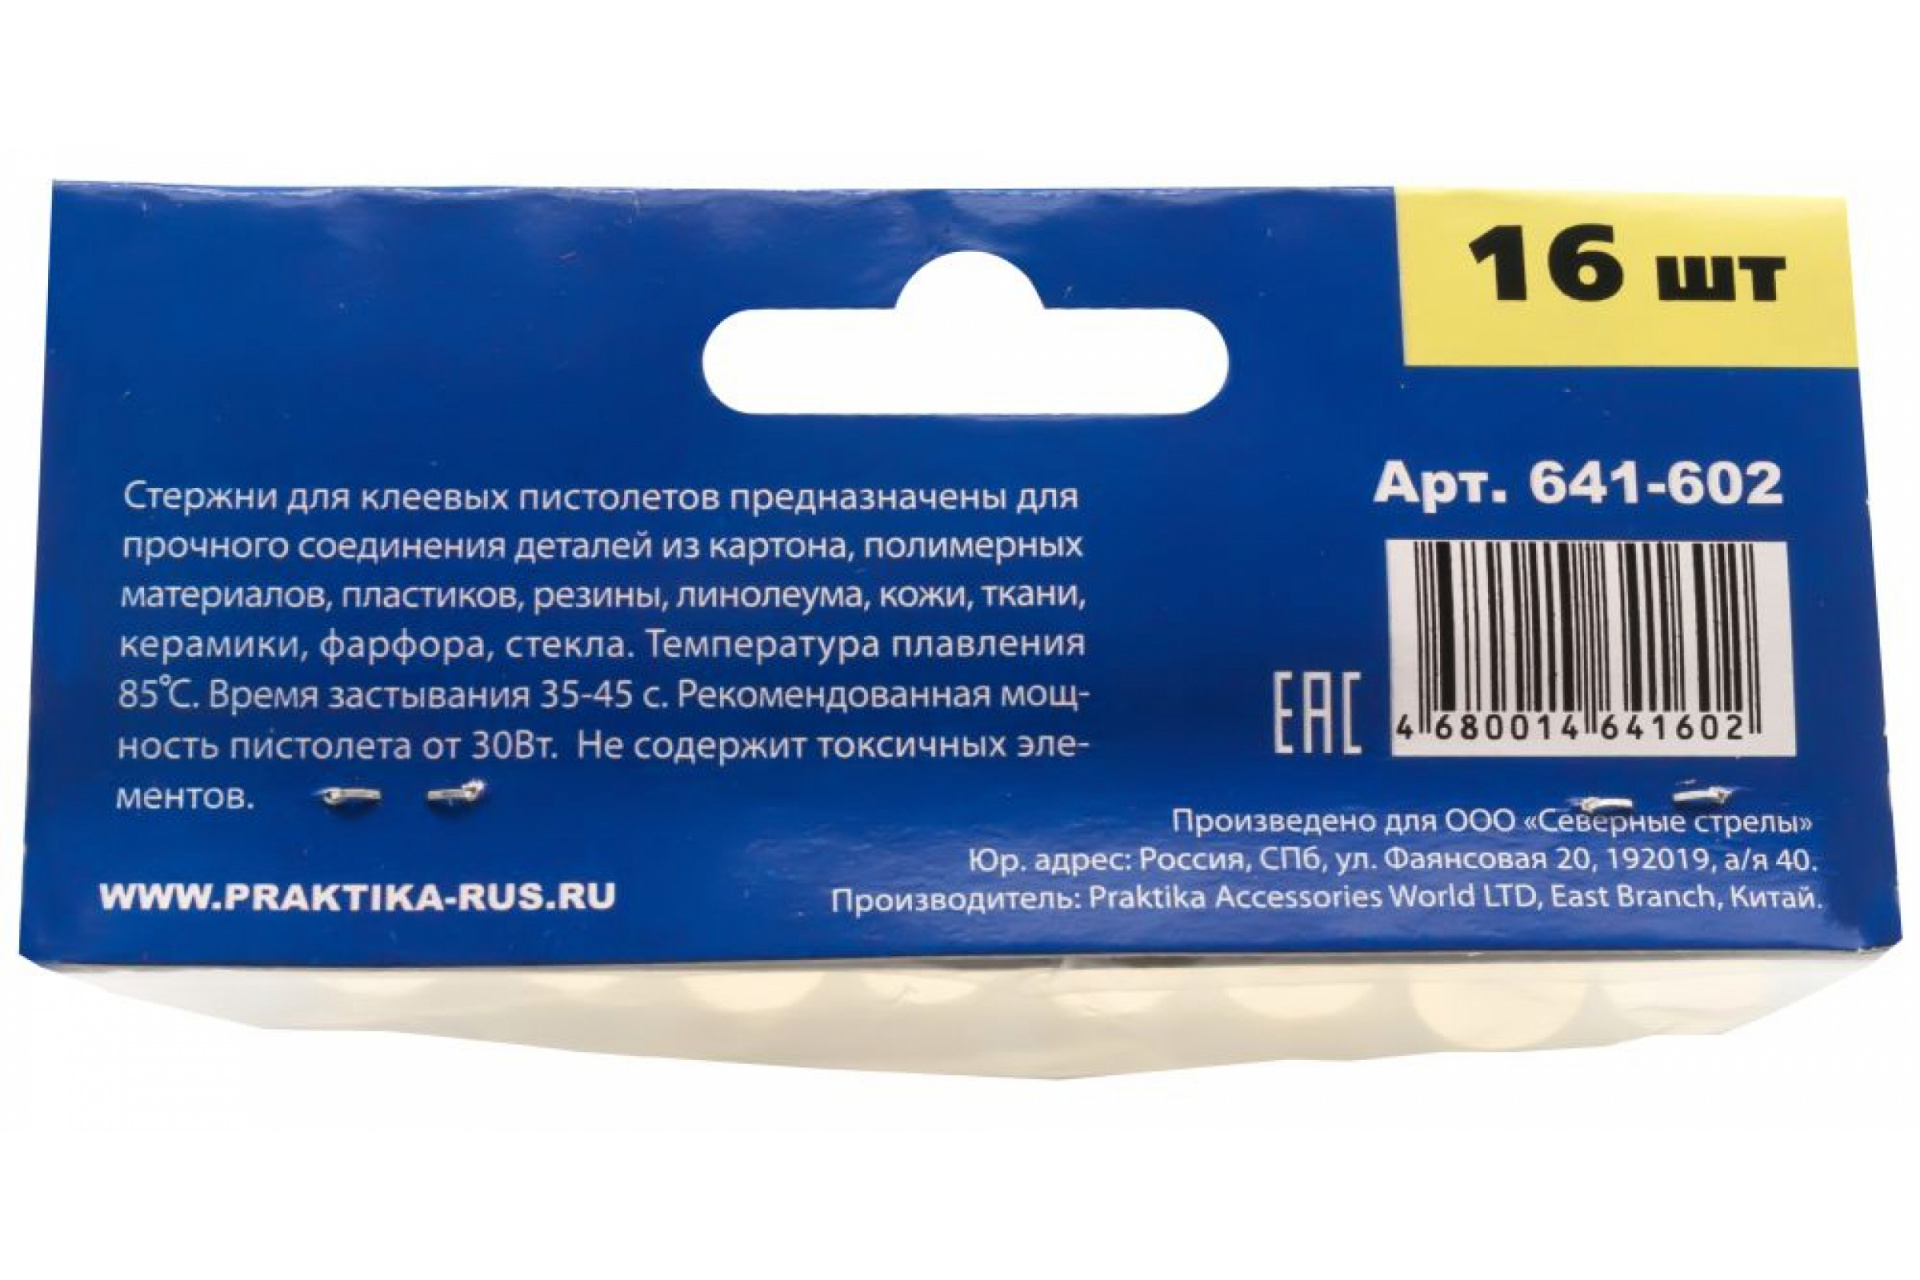 16 шт
Арт. 641-602
Стержни для клеевых пистолетов предназначены для
прочного соединения деталей из картона, полимерных
материалов, пластиков, резины, линолеума, кожи, ткани,
керамики, фарфора, стекла. Температура плавления
85°C. Время застывания 35-45 с. Рекомендованная мощ-
ность пистолета от 30Вт. Не содержит токсичных эле-
ментов.
EAC
4 680014 641602
Произведено для ООО «Северные стрелы»
Юр. адрес: Россия, СПб, ул. Фаянсовая 20, 192019, а/я 40.
Производитель: Praktika Accessories World LTD, East Branch, Китай.
WWW.PRAKTIKA-RUS.RU